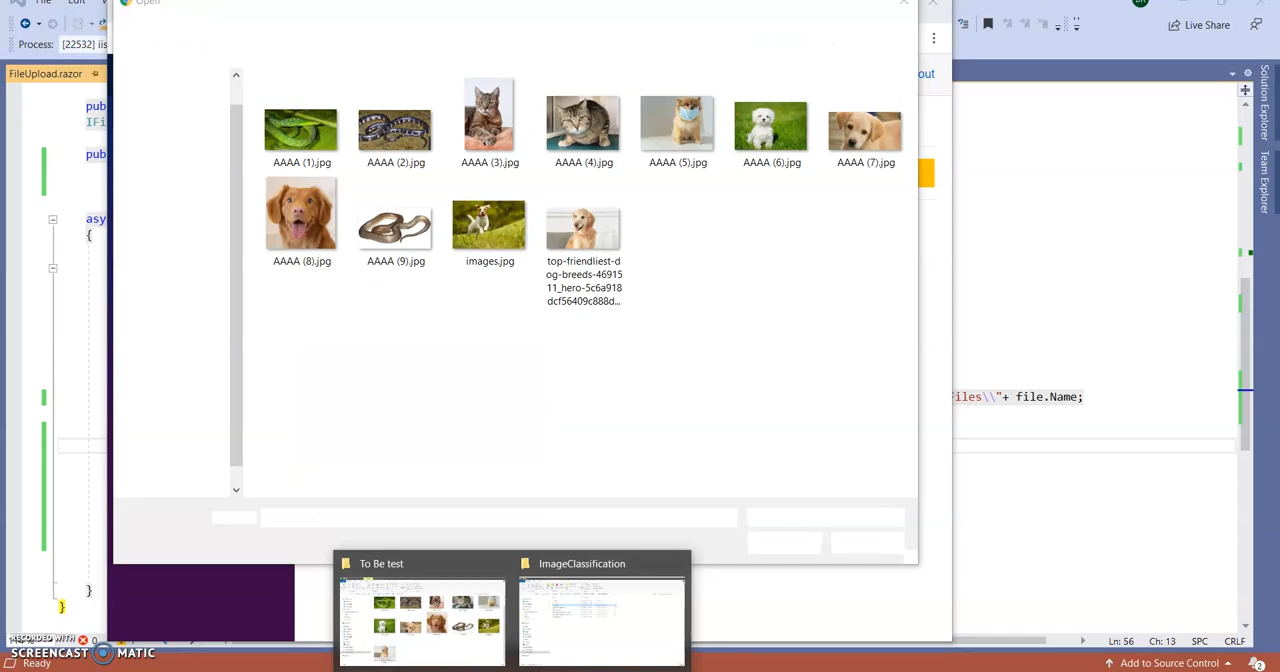 File Edit
Open
Process: [22532] iis
Live Share
FileUpload.razor
out
pub
IFi
pub
asy
{
AAAA (1).jpg AAAA (2).jpg AAAA (3).jpg AAAA (4).jpg AAAA (5).jpg AAAA (6).jpg AAAA (7).jpg
AAAA (8).jpg AAAA (9).jpg images.jpg top-friendliest-d
og-breeds-46915
11_hero-5c6a918
dcf56409c888d...
Solution Explorer
Team Explorer
iles\\"+ file.Name;
}
}
To Be test ImageClassification
RECORDED WITH
SCREENCAST MATIC
0
Ln: 56 Ch: 13 SPC CRLF
Ready
Add to Source Control
2